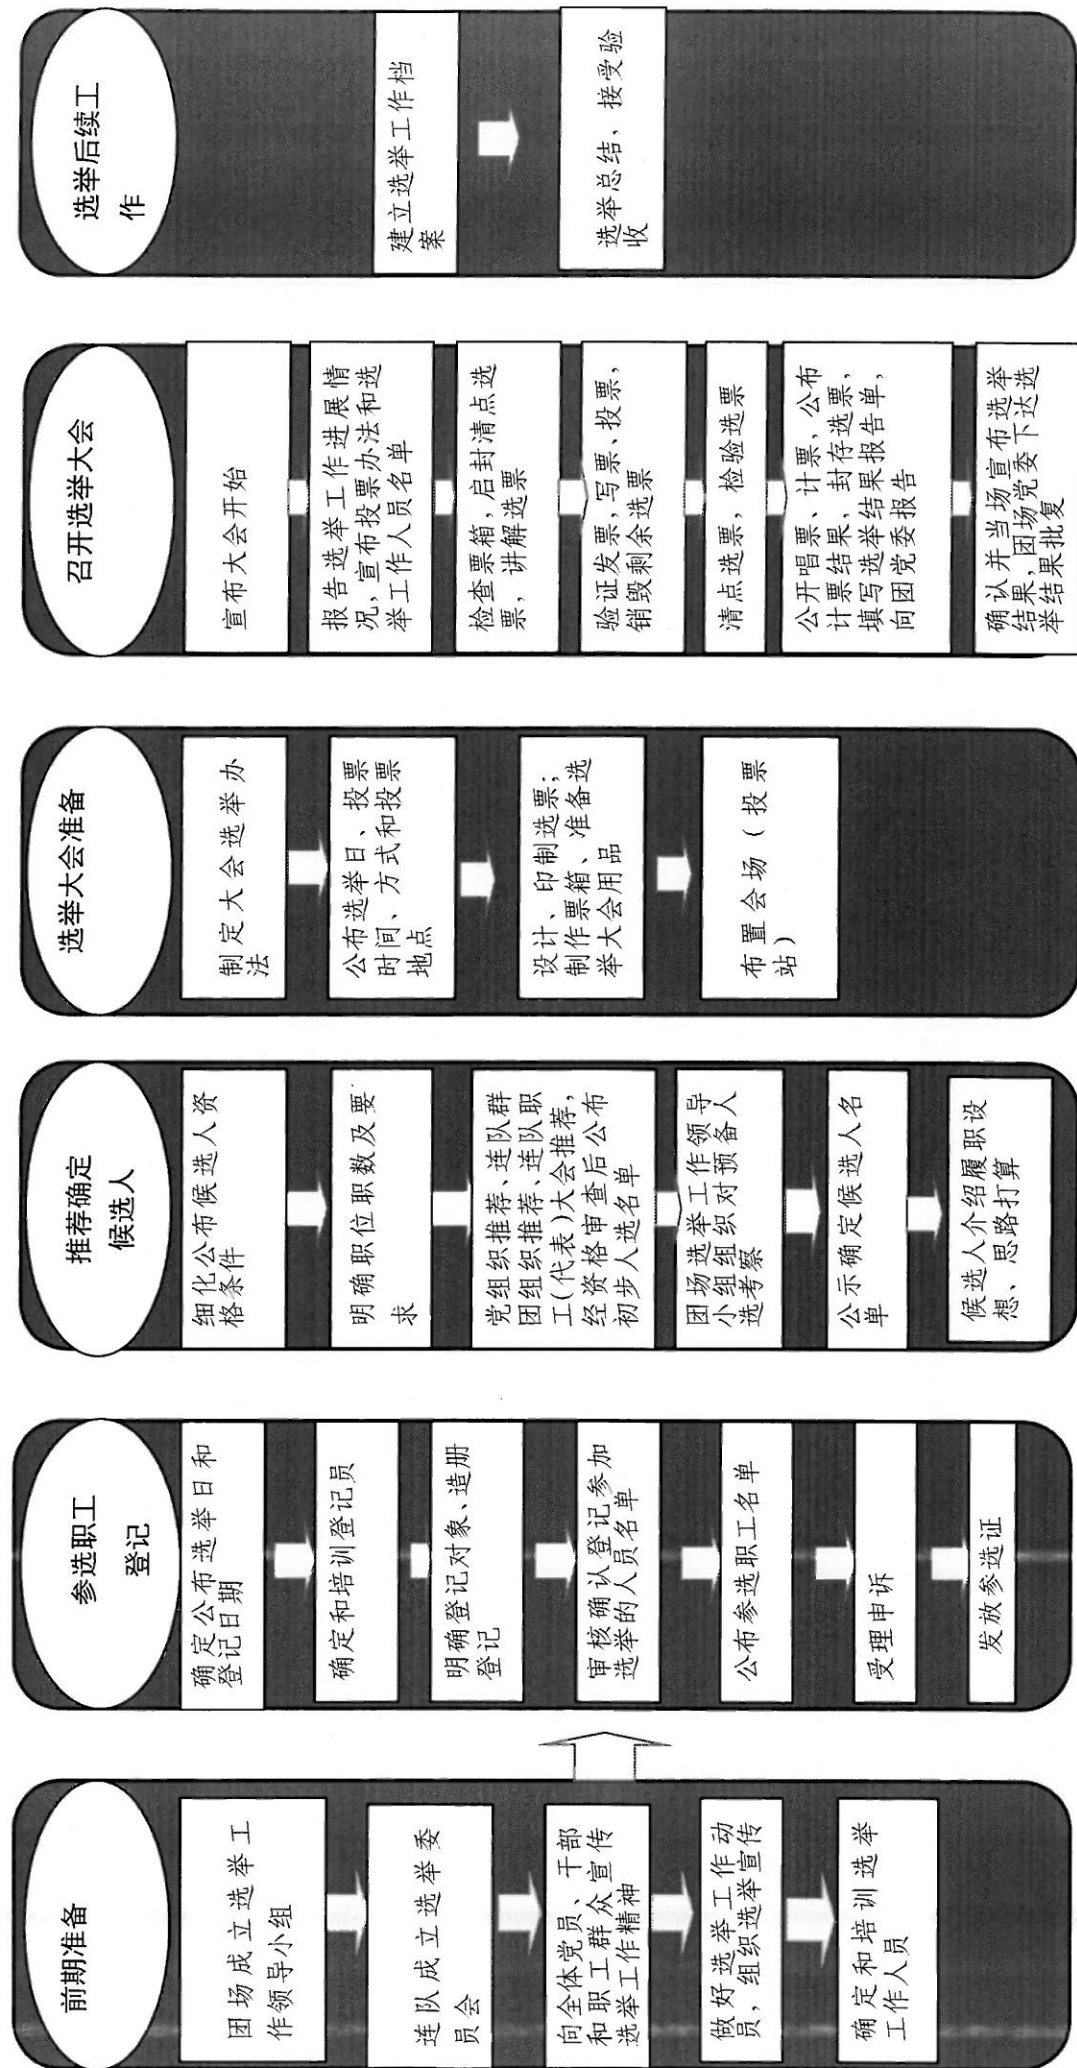 前期准备
团场成立选举工
作领导小组
连队成立选举委
员会
向全体党员、干部
和职工群众宣传
选举工作精神
做好选举工作动
员，组织选举宣传
确定和培训选举
工作人员
参选职工
登记
确定公布选举日和
登记日期
确定和培训登记员
明确登记对象、造册
登记
审核确认登记参加
选举的人员名单
公布参选职工名单
受理申诉
发放参选证
推荐确定
候选人
细化公布候选人资
格条件
明确职位职数及要
求
党组织推荐、连队群
团组织推荐、连队职
工(代表)大会推荐，
经资格审查后公布
初步人选名单
团场选举工作领导
小组组织对预备人
选考察
公示确定候选人名
单
候选人介绍履职设
想、思路打算
选举大会准备
制定大会选举办
法
公布选举日、投票
时间、方式和投票
地点
设计、印制选票；
制作票箱、准备选
举大会用品
布置会场（投票
站）
召开选举大会
宣布大会开始
报告选举工作进展情
况，宣布投票办法和选
举工作人员名单
检查票箱，启封清点选
票，讲解选票
验证发票，写票、投票，
销毁剩余选票
清点选票，检验选票
公开唱票、计票，公布
计票结果，封存选票，
填写选举结果报告单，
向团党委报告
确认并当场宣布选举
结果，团场党委下达选
举结果批复
选举后续工
作
建立选举工作档
案
选举总结，接受验
收